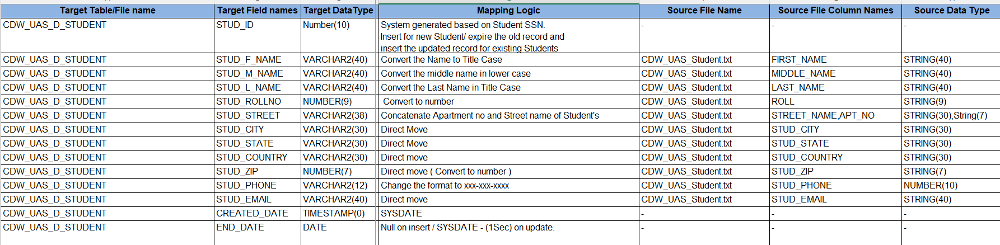 Target Table/File name Target Field names Target DataType Mapping Logic Source File Name Source File Column Names Source Data Type
CDW_UAS_D_STUDENT STUD_ID Number(10) System generated based on Student SSN. - - -
Insert for new Student/ expire the old record and
insert the updated record for existing Students
CDW_UAS_D_STUDENT STUD_F_NAME VARCHAR2(40) Convert the Name to Title Case CDW_UAS_Student.txt FIRST_NAME STRING(40)
CDW_UAS_D_STUDENT STUD_M_NAME VARCHAR2(40) Convert the middle name in lower case CDW_UAS_Student.txt MIDDLE_NAME STRING(40)
CDW_UAS_D_STUDENT STUD_L_NAME VARCHAR2(40) Convert the Last Name in Title Case CDW_UAS_Student.txt LAST_NAME STRING(40)
CDW_UAS_D_STUDENT STUD_ROLLNO NUMBER(9) Convert to number CDW_UAS_Student.txt ROLL STRING(9)
CDW_UAS_D_STUDENT STUD_STREET VARCHAR2(38) Concatenate Apartment no and Street name of Student's CDW_UAS_Student.txt STREET_NAME,APT_NO STRING(30),String(7)
CDW_UAS_D_STUDENT STUD_CITY VARCHAR2(30) Direct Move CDW_UAS_Student.txt STUD_CITY STRING(30)
CDW_UAS_D_STUDENT STUD_STATE VARCHAR2(30) Direct Move CDW_UAS_Student.txt STUD_STATE STRING(30)
CDW_UAS_D_STUDENT STUD_COUNTRY VARCHAR2(30) Direct move CDW_UAS_Student.txt STUD_COUNTRY STRING(30)
CDW_UAS_D_STUDENT STUD_ZIP NUMBER(7) Direct move ( Convert to number ) CDW_UAS_Student.txt STUD_ZIP STRING(7)
CDW_UAS_D_STUDENT STUD_PHONE VARCHAR2(12) Change the format to xxx-xxx-xxxx CDW_UAS_Student.txt STUD_PHONE NUMBER(10)
CDW_UAS_D_STUDENT STUD_EMAIL VARCHAR2(40) Direct move CDW_UAS_Student.txt STUD_EMAIL STRING(40)
CDW_UAS_D_STUDENT CREATED_DATE TIMESTAMP(0) SYSDATE - - -
CDW_UAS_D_STUDENT END_DATE DATE Null on insert / SYSDATE - (1Sec) on update. - - -